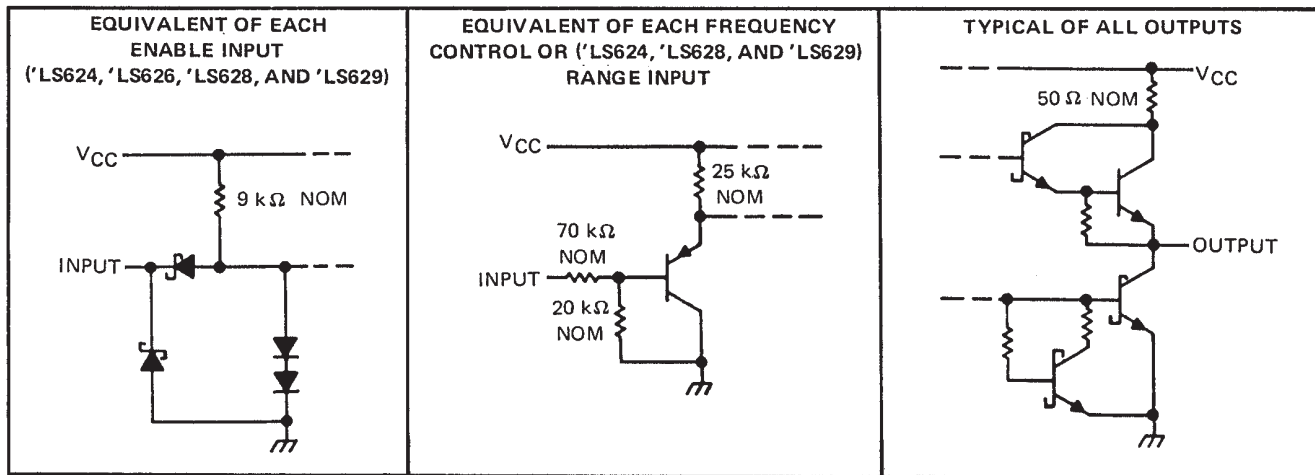 EQUIVALENT OF EACH
ENABLE INPUT
('LS624, 'LS626, 'LS628, AND 'LS629)
VCC
9 kΩ NOM
INPUT
EQUIVALENT OF EACH FREQUENCY
CONTROL OR ('LS624, 'LS628, AND 'LS629)
RANGE INPUT
VCC
25 kΩ
NOM
70 kΩ
NOM
INPUT
20 kΩ
NOM
TYPICAL OF ALL OUTPUTS
VCC
50 Ω NOM
OUTPUT